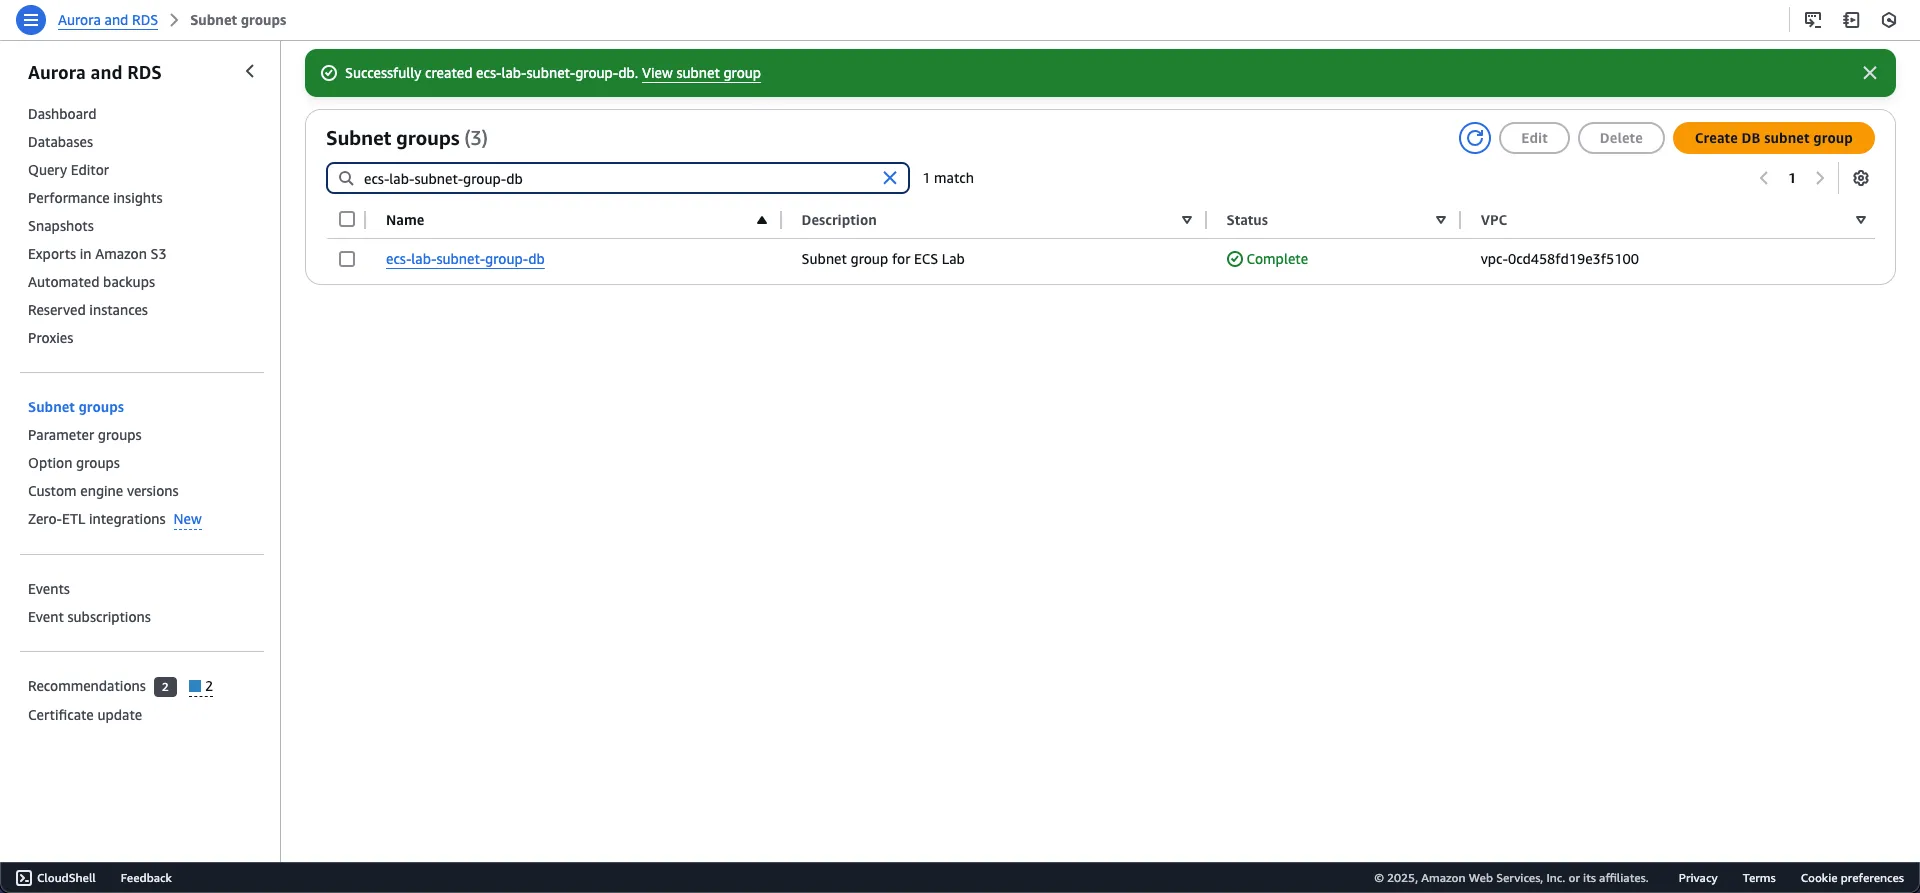 Aurora and RDS > Subnet groups
Aurora and RDS
Dashboard
Databases
Query Editor
Performance insights
Snapshots
Exports in Amazon S3
Automated backups
Reserved instances
Proxies
Subnet groups
Parameter groups
Option groups
Custom engine versions
Zero-ETL integrations New
Events
Event subscriptions
Recommendations 2 2
Certificate update
Successfully created ecs-lab-subnet-group-db. View subnet group
Subnet groups (3)
Edit
Delete
Create DB subnet group
ecs-lab-subnet-group-db
1 match
1
Name Description Status VPC
ecs-lab-subnet-group-db Subnet group for ECS Lab Complete vpc-0cd458fd19e3f5100
CloudShell Feedback © 2025, Amazon Web Services, Inc. or its affiliates. Privacy Terms Cookie preferences